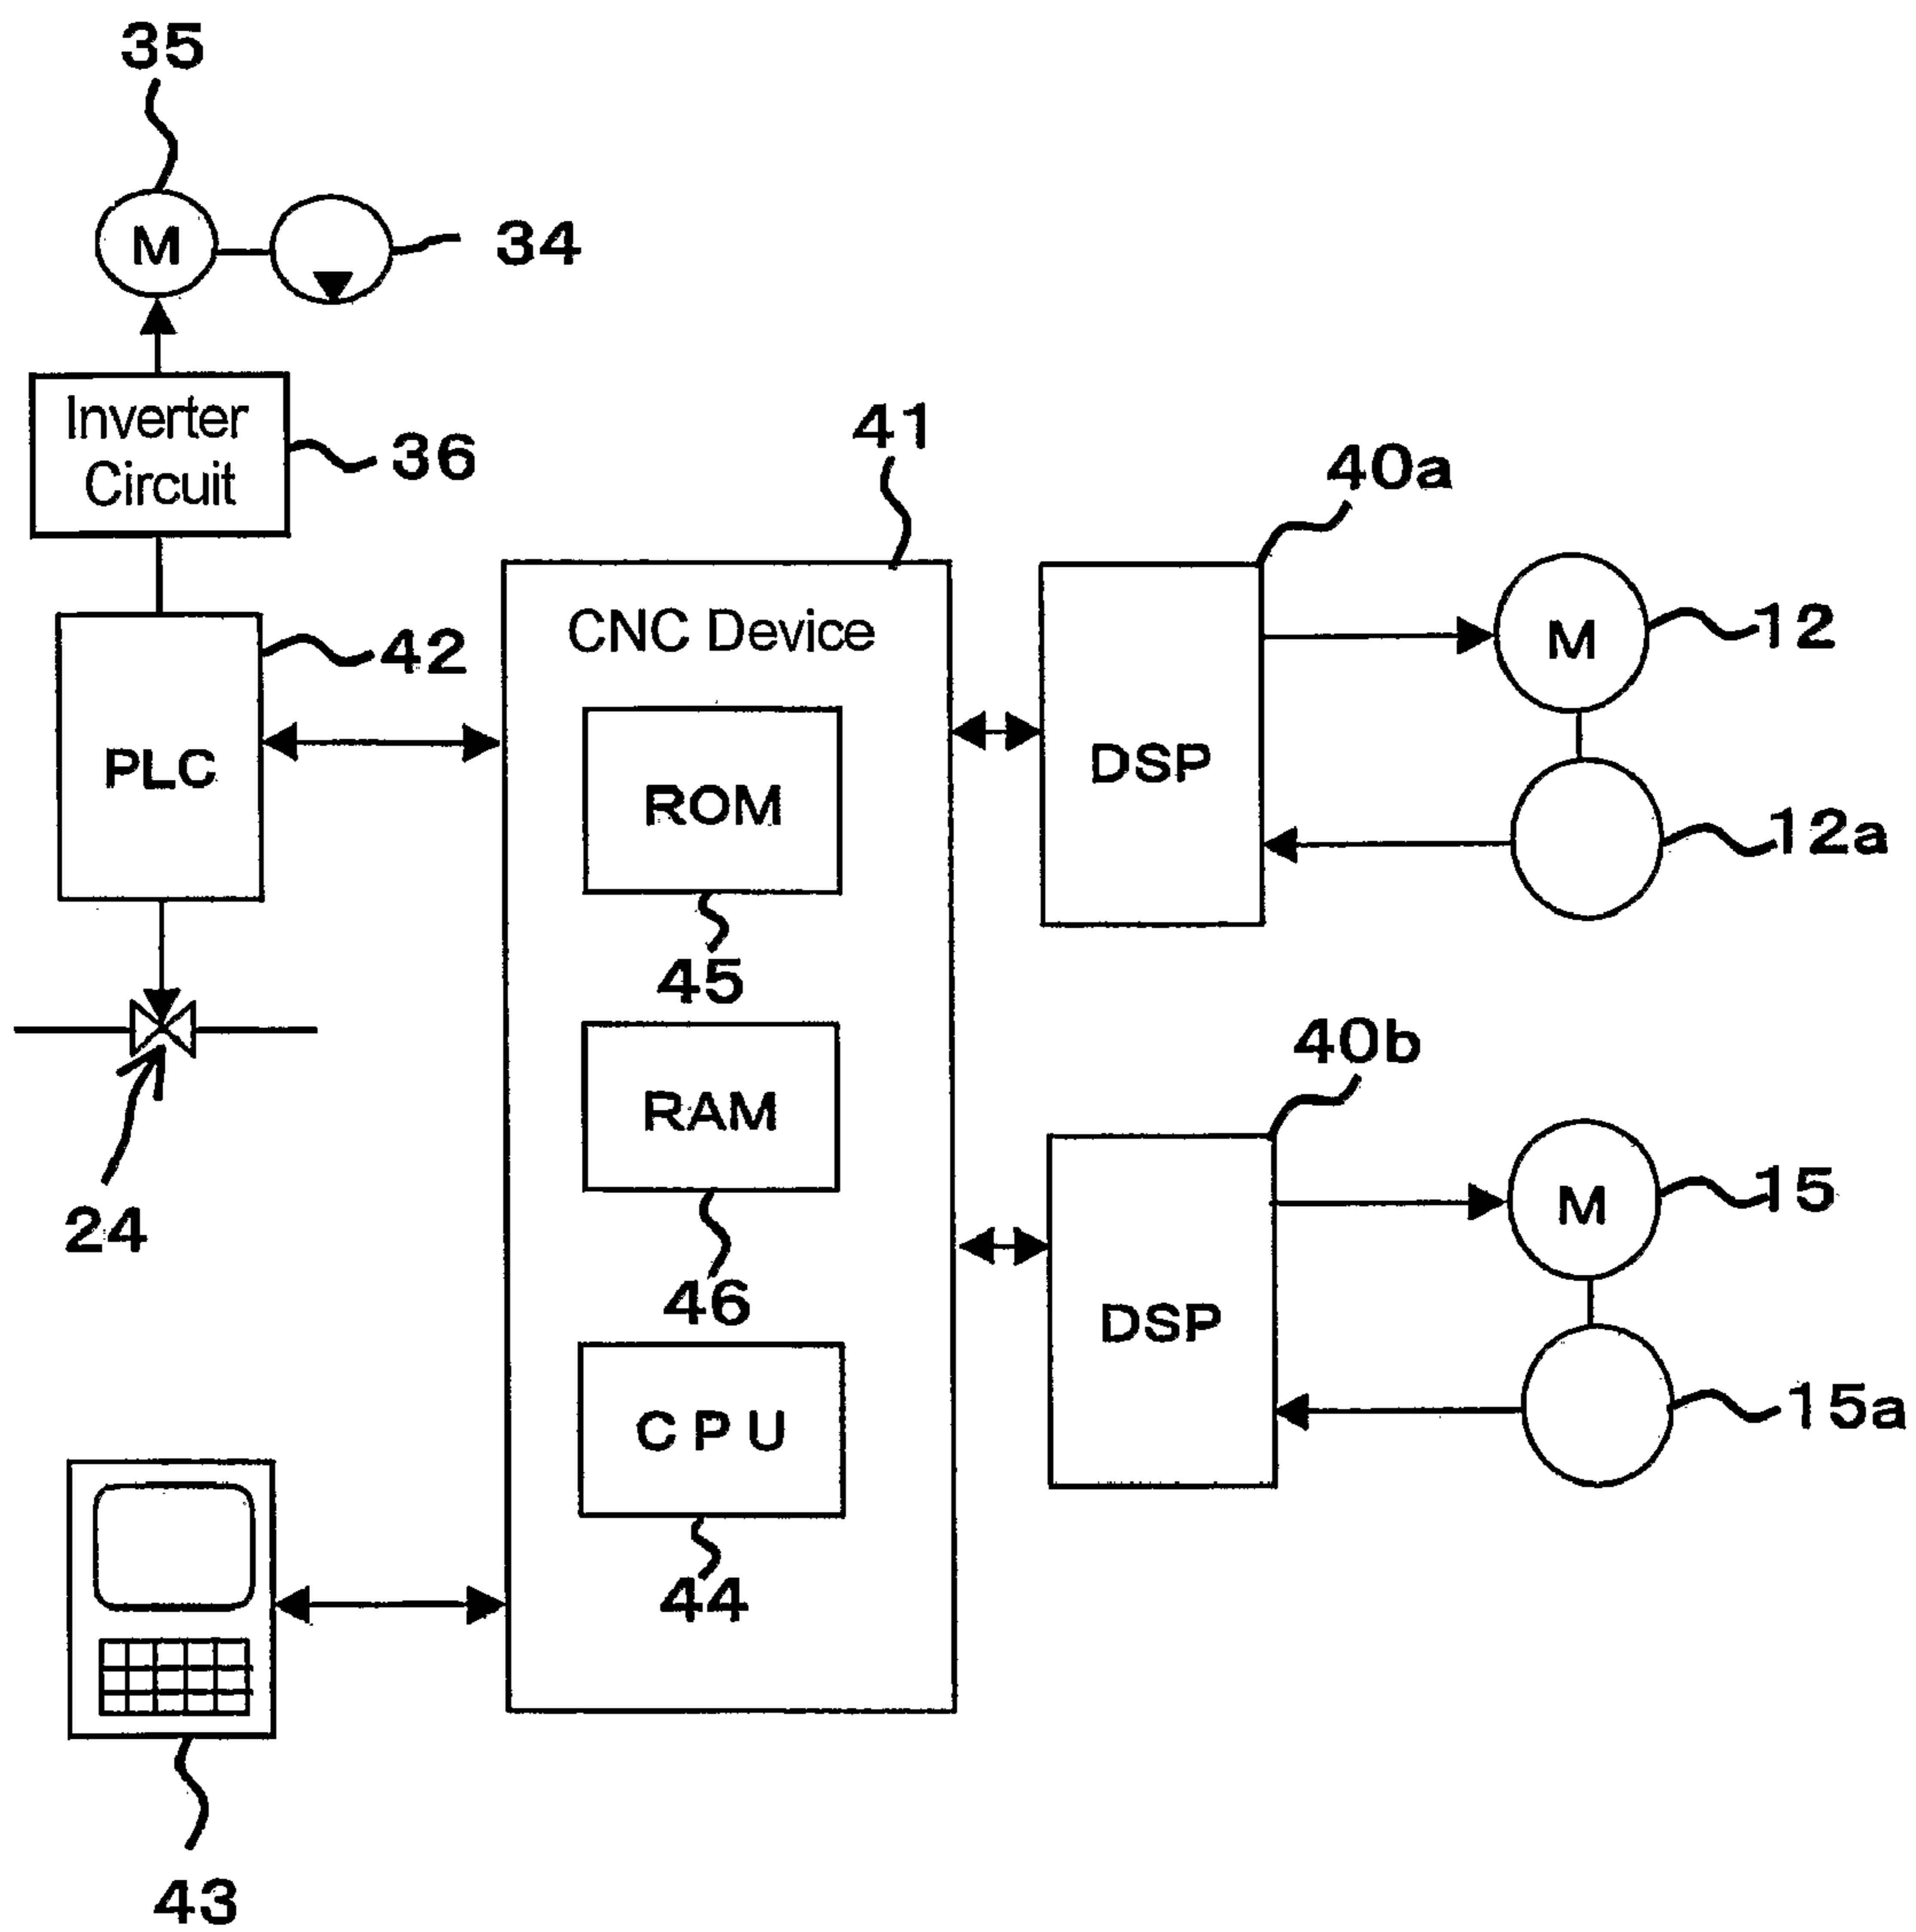 35
M
34
Inverter
Circuit
36
41
40a
CNC Device
42
PLC
ROM
45
DSP
M
12
12a
24
RAM
46
40b
DSP
M
15
15a
CPU
44
43